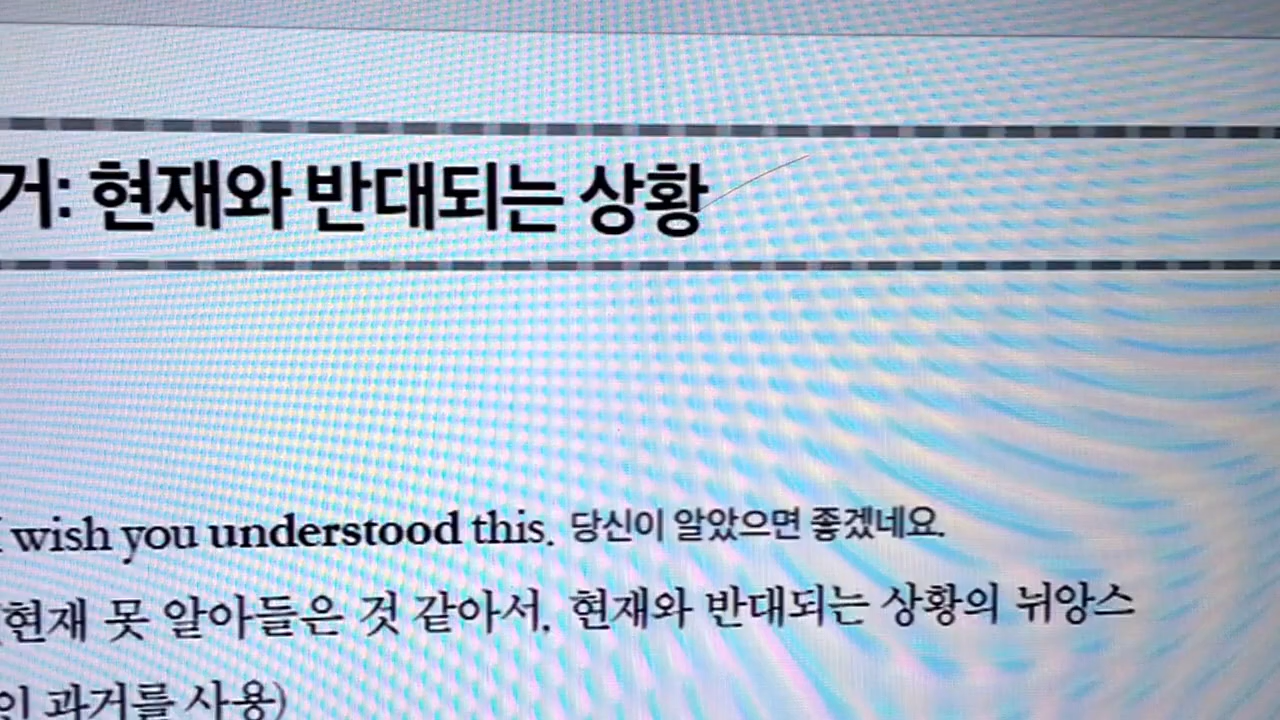 거: 현재와 반대되는 상황
I wish you understood this. 당신이 알았으면 좋겠네요.
(현재 못 알아들은 것 같아서. 현재와 반대되는 상황의 뉘앙스
인 과거를 사용)